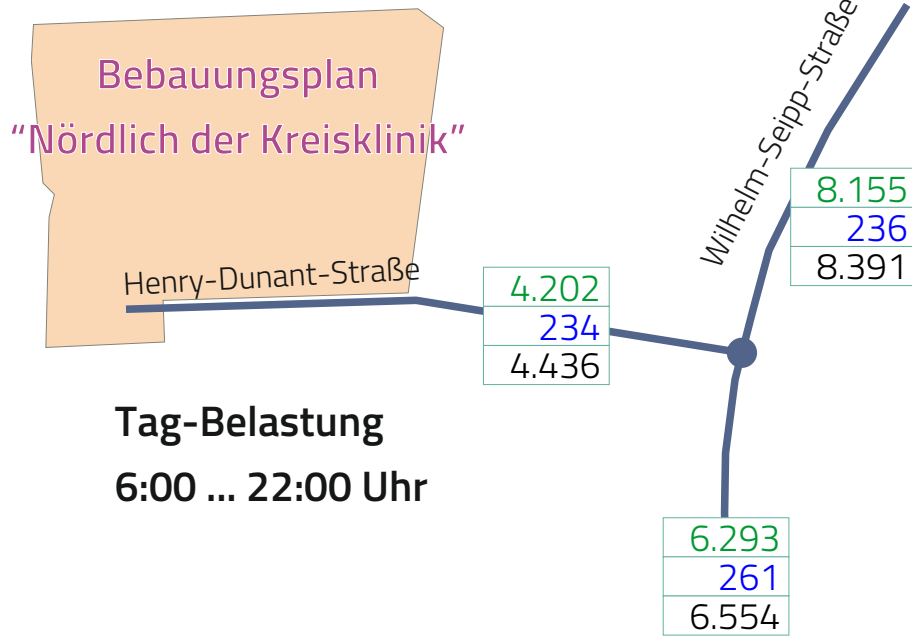 Bebauungsplan
“Nördlich der Kreisklinik”
Wilhelm-Seipp-Straße
8.155
236
8.391
Henry-Dunant-Straße
4.202
234
4.436
Tag-Belastung
6:00 ... 22:00 Uhr
6.293
261
6.554